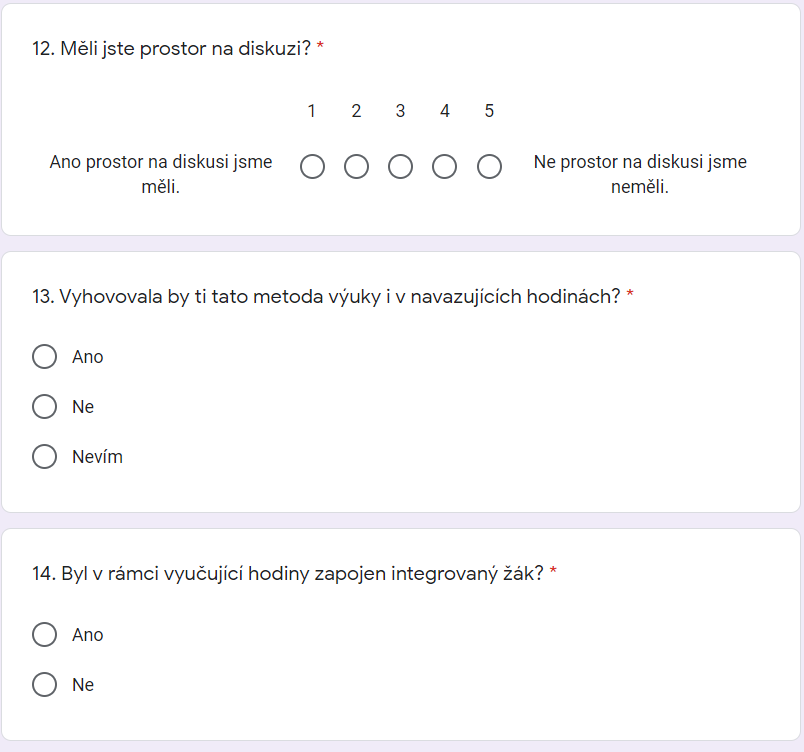 12. Měli jste prostor na diskuzi? *
1 2 3 4 5
Ano prostor na diskusi jsme
měli.
Ne prostor na diskusi jsme
neměli.
13. Vyhovovala by ti tato metoda výuky i v navazujících hodinách? *
Ano
Ne
Nevím
14. Byl v rámci vyučující hodiny zapojen integrovaný žák? *
Ano
Ne